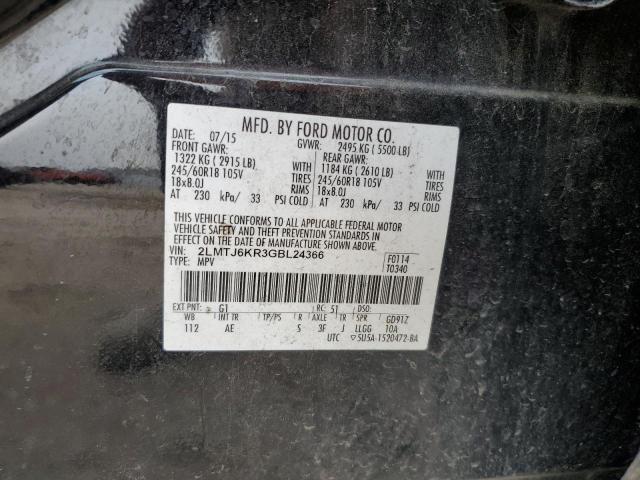 MFD. BY FORD MOTOR CO.
DATE: 07/15 GVWR: 2495 KG ( 5500 LB)
FRONT GAWR: REAR GAWR:
1322 KG ( 2915 LB) WITH 1184 KG ( 2610 LB) WITH
245/60R18 105V TIRES 245/60R18 105V TIRES
18x8.0J RIMS 18x8.0J RIMS
AT 230 kPa/ 33 PSI COLD AT 230 kPa/ 33 PSI COLD
THIS VEHICLE CONFORMS TO ALL APPLICABLE FEDERAL MOTOR
VEHICLE SAFETY AND THEFT PREVENTION STANDARDS IN
EFFECT ON THE DATE OF MANUFACTURE SHOWN ABOVE.
VIN: 2LMTJ6KR3GBL24366 F0114
TYPE: MPV T0340
EXT PNT: G1 RC: 51 DSO:
WB INT TR TP/PS R AXLE TR SPR GD91Z
112 AE S 3F J LLGG 10A
UTC ▽5U5A-1520472-BA